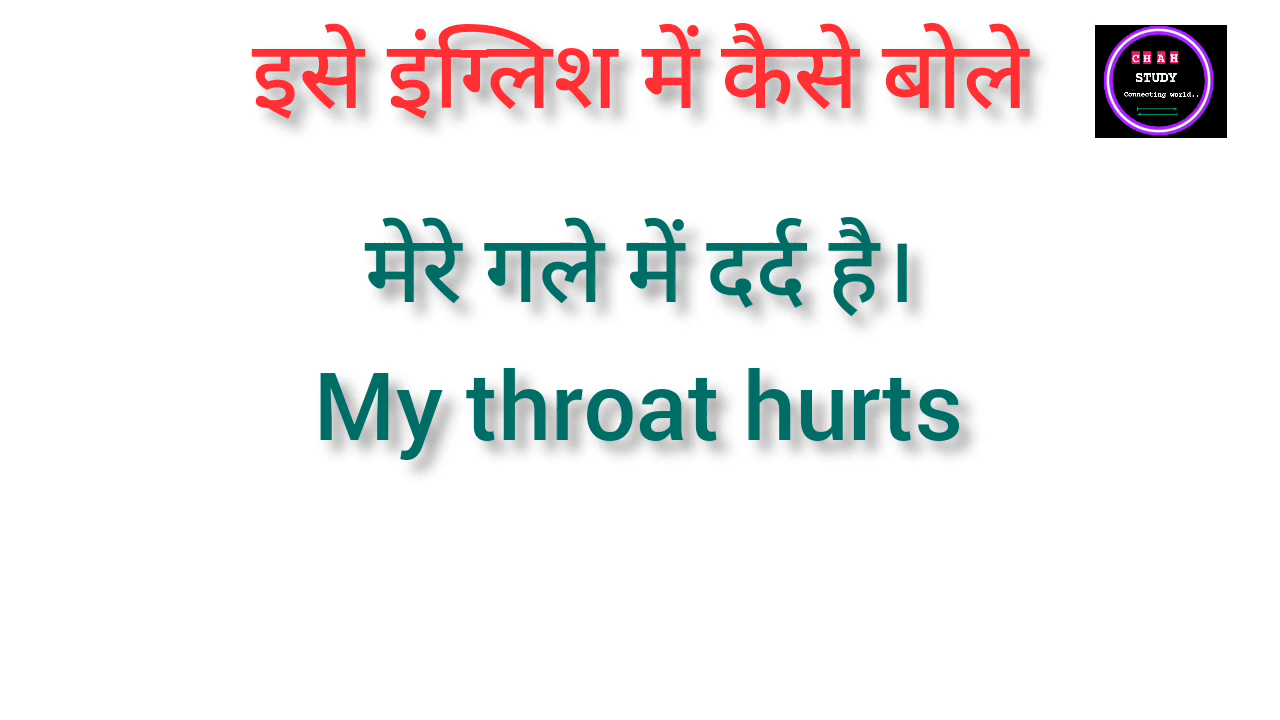 इसे इंग्लिश में कैसे बोले
CHAH
STUDY
Connecting world..
मेरे गले में दर्द है।
My throat hurts